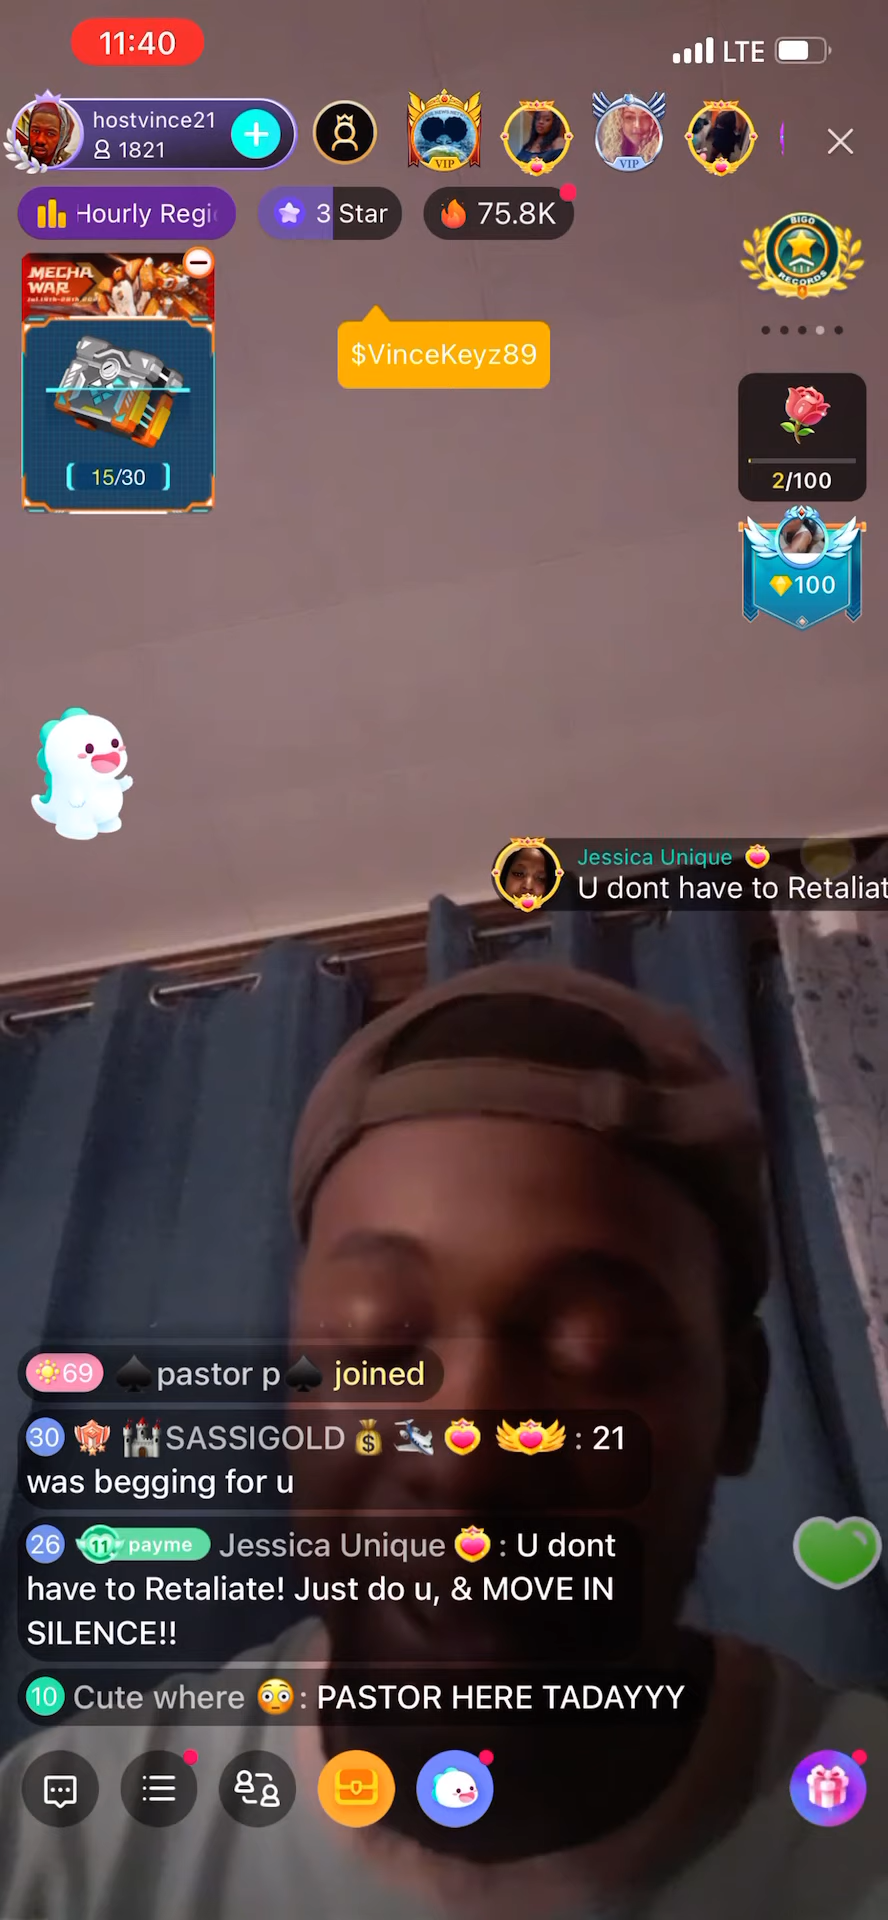 11:40
LTE
hostvince21
1821
VIP
VIP
Hourly Regi
3 Star
75.8K
BIGO
RECORDS
MECHA
WAR
15/30
$VinceKeyz89
2/100
100
Jessica Unique
U dont have to Retaliat
69 pastor p joined
30 SASSIGOLD : 21
was begging for u
26 11 payme Jessica Unique : U dont
have to Retaliate! Just do u, & MOVE IN
SILENCE!!
10 Cute where : PASTOR HERE TADAYYY